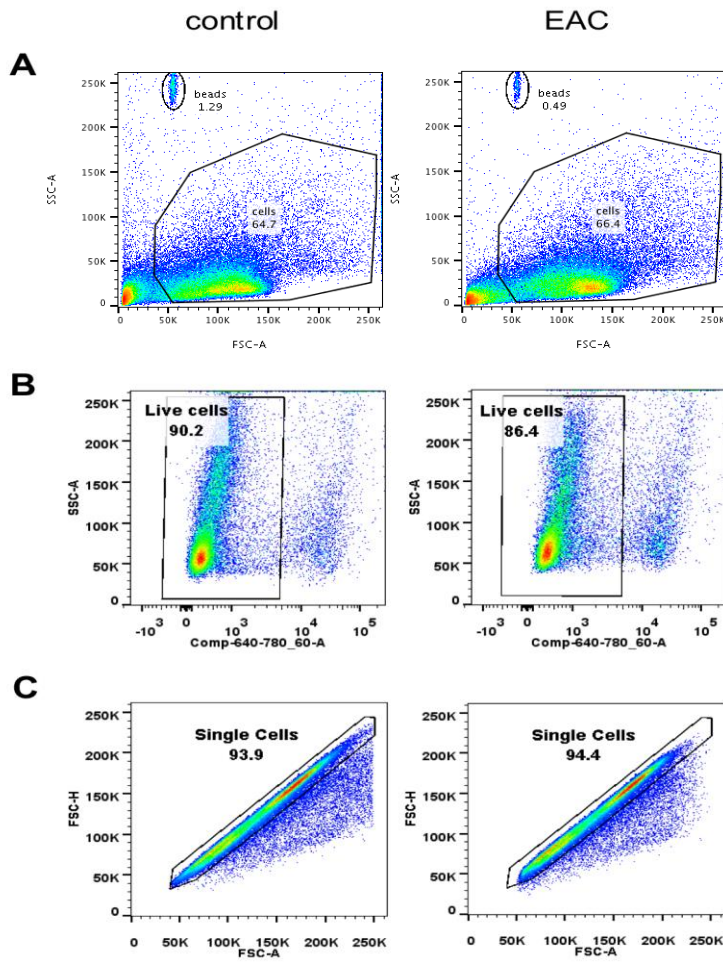 control EAC
A
250K
200K
150K
100K
50K
0
SSC-A
beads
1.29
cells
64.7
0 50K 100K 150K 200K 250K
FSC-A
250K
200K
150K
100K
50K
0
SSC-A
beads
0.49
cells
66.4
0 50K 100K 150K 200K 250K
FSC-A
B
250K
200K
150K
100K
50K
0
SSC-A
Live cells
90.2
-10³ 0 10³ 10⁴ 10⁵
Comp-640-780_60-A
250K
200K
150K
100K
50K
0
SSC-A
Live cells
86.4
-10³ 0 10³ 10⁴ 10⁵
Comp-640-780_60-A
C
250K
200K
150K
100K
50K
0
FSC-H
Single Cells
93.9
50K 100K 150K 200K 250K
FSC-A
250K
200K
150K
100K
50K
0
FSC-H
Single Cells
94.4
50K 100K 150K 200K 250K
FSC-A